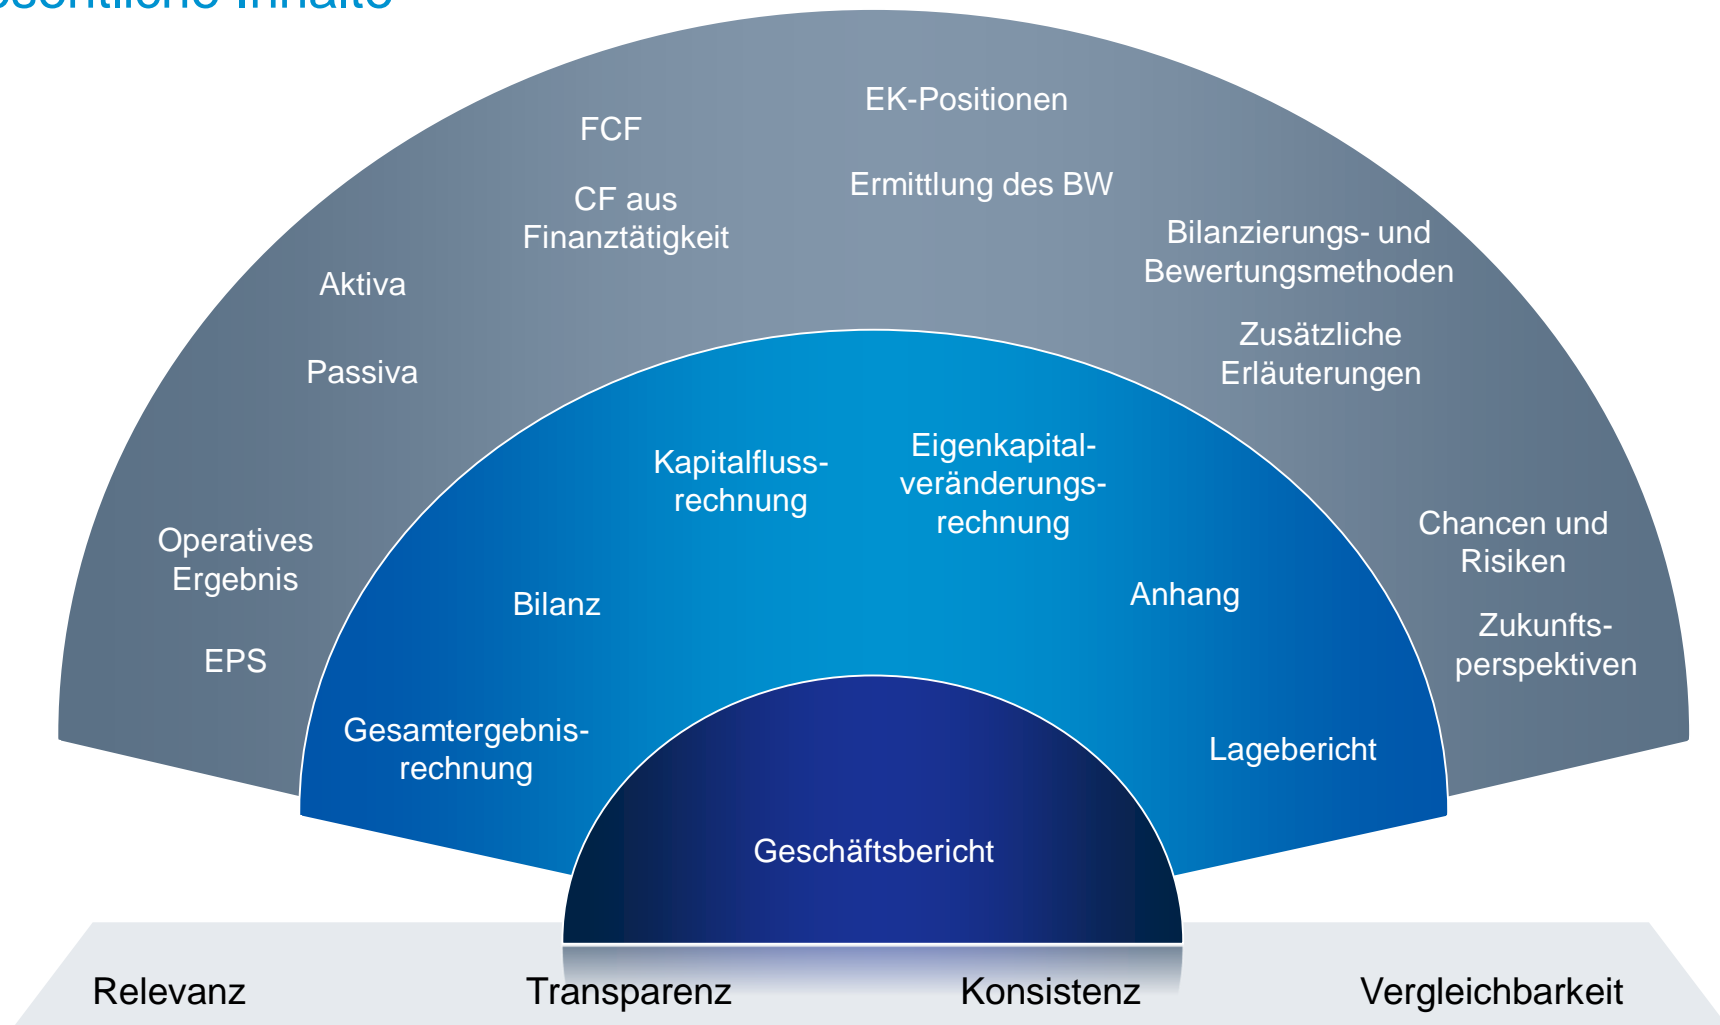 Inhalte
EK-Positionen
FCF
Ermittlung des BW
CF aus
Finanztätigkeit
Bilanzierungs- und
Bewertungsmethoden
Aktiva
Zusätzliche
Erläuterungen
Passiva
Kapitalfluss-
rechnung
Eigenkapital-
veränderungs-
rechnung
Operatives
Ergebnis
Chancen und
Risiken
Bilanz
Anhang
EPS
Zukunfts-
perspektiven
Gesamtergebnis-
rechnung
Lagebericht
Geschäftsbericht
Relevanz
Transparenz
Konsistenz
Vergleichbarkeit